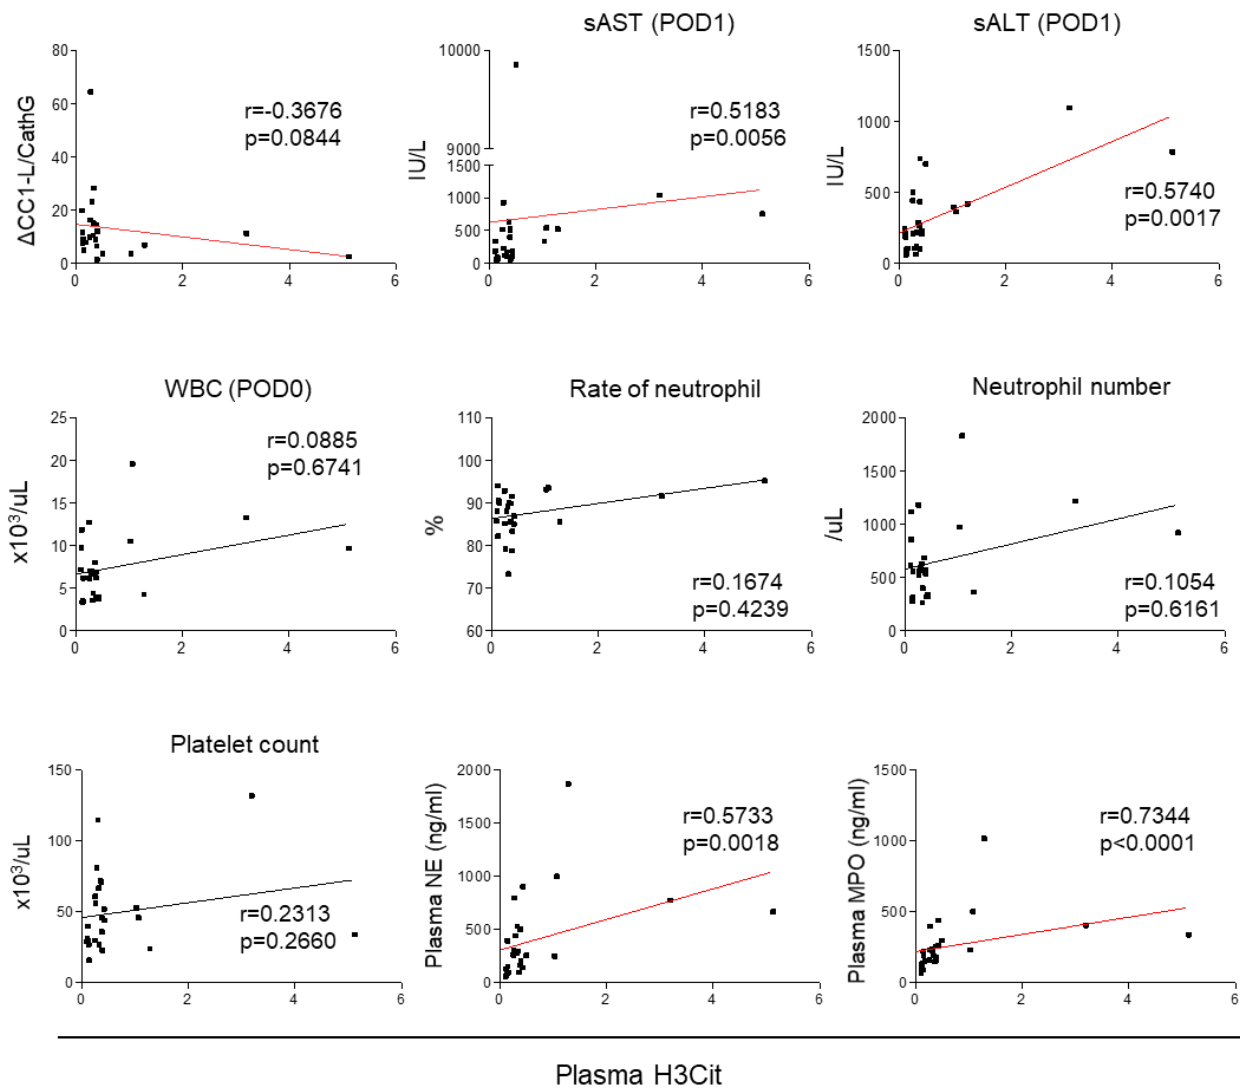 sAST (POD1)
sALT (POD1)
ΔCC1-L/CathG
80
60
40
20
0
r=-0.3676
p=0.0844
0 2 4 6
IU/L
10000
9000
1500
1000
500
0
r=0.5183
p=0.0056
0 2 4 6
IU/L
1500
1000
500
0
r=0.5740
p=0.0017
0 2 4 6
WBC (POD0)
Rate of neutrophil
Neutrophil number
x10³/uL
25
20
15
10
5
0
r=0.0885
p=0.6741
0 2 4 6
%
110
100
90
80
70
60
r=0.1674
p=0.4239
0 2 4 6
/uL
2000
1500
1000
500
0
r=0.1054
p=0.6161
0 2 4 6
Platelet count
x10³/uL
150
100
50
0
r=0.2313
p=0.2660
0 2 4 6
Plasma NE (ng/ml)
2000
1500
1000
500
0
r=0.5733
p=0.0018
0 2 4 6
Plasma MPO (ng/ml)
1500
1000
500
0
r=0.7344
p<0.0001
0 2 4 6
Plasma H3Cit